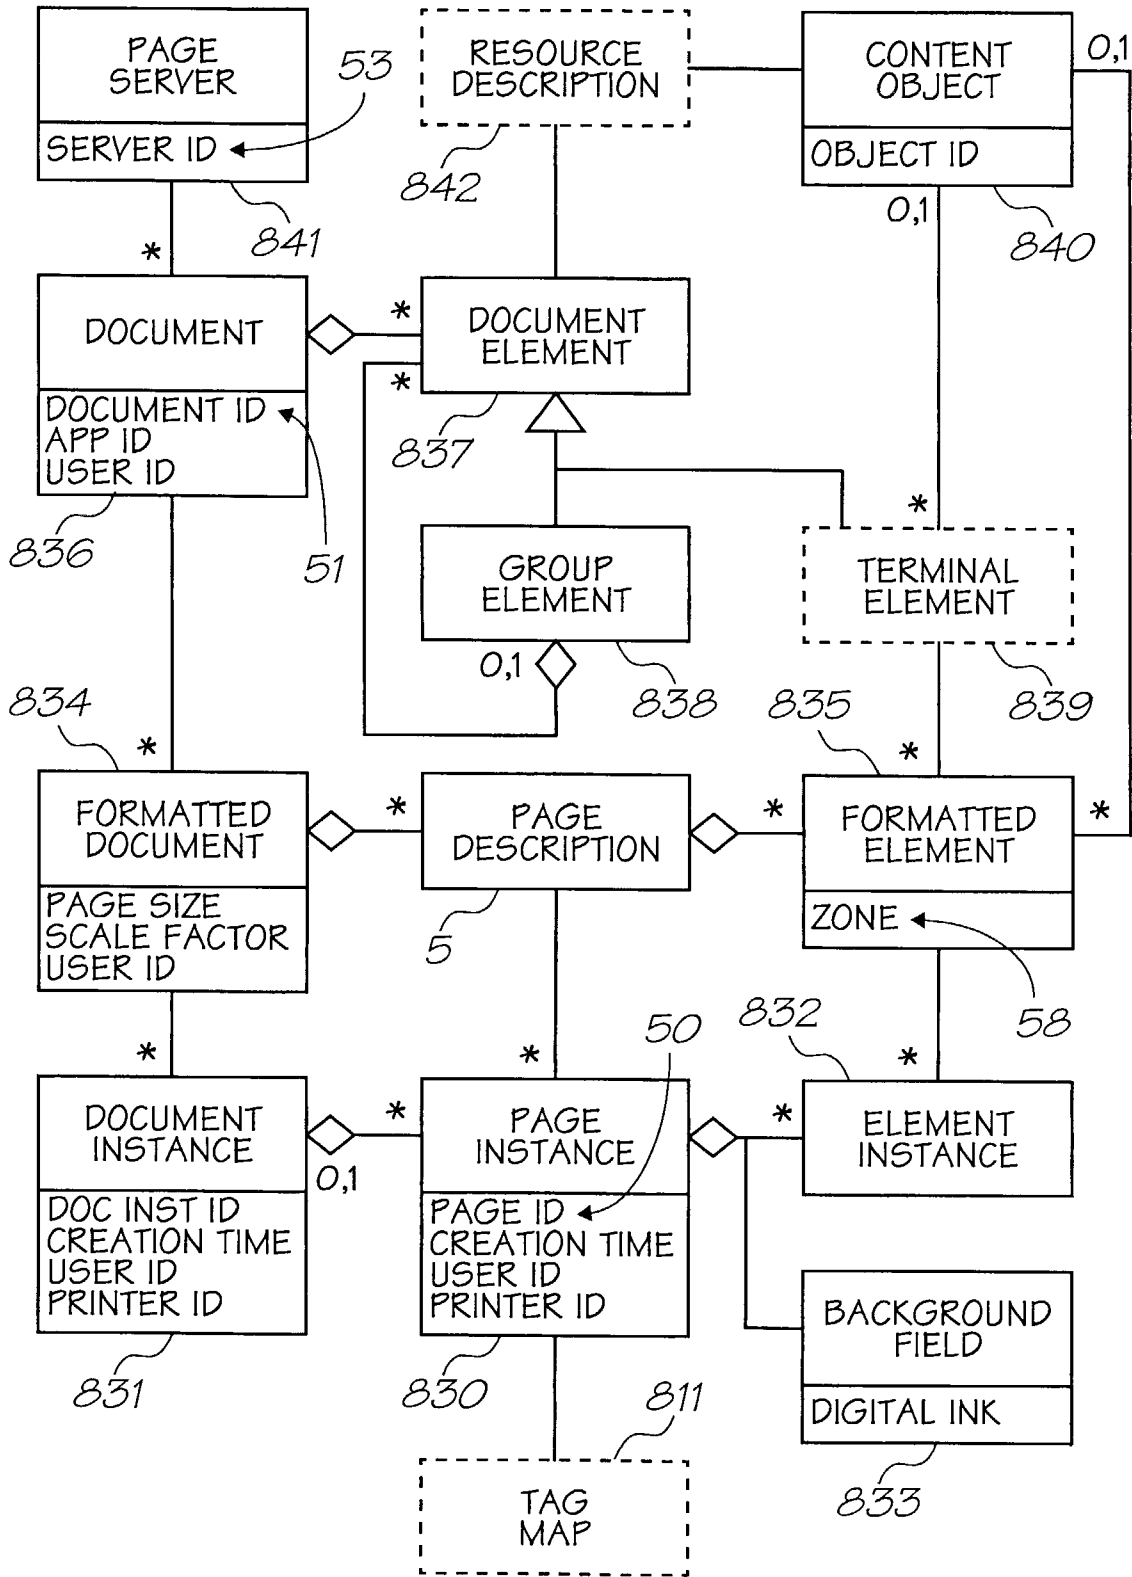 PAGE
SERVER
53
SERVER ID
841
*
RESOURCE
DESCRIPTION
842
CONTENT
OBJECT
0,1
OBJECT ID
0,1
840
DOCUMENT
DOCUMENT ID
APP ID
USER ID
836
51
*
DOCUMENT
ELEMENT
*
837
GROUP
ELEMENT
0,1
838
*
TERMINAL
ELEMENT
839
834
*
FORMATTED
DOCUMENT
PAGE SIZE
SCALE FACTOR
USER ID
*
PAGE
DESCRIPTION
5
835
*
*
FORMATTED
ELEMENT
*
ZONE
58
*
DOCUMENT
INSTANCE
0,1
DOC INST ID
CREATION TIME
USER ID
PRINTER ID
831
*
*
50
PAGE
INSTANCE
PAGE ID
CREATION TIME
USER ID
PRINTER ID
830
832
*
*
ELEMENT
INSTANCE
BACKGROUND
FIELD
DIGITAL INK
833
811
TAG
MAP